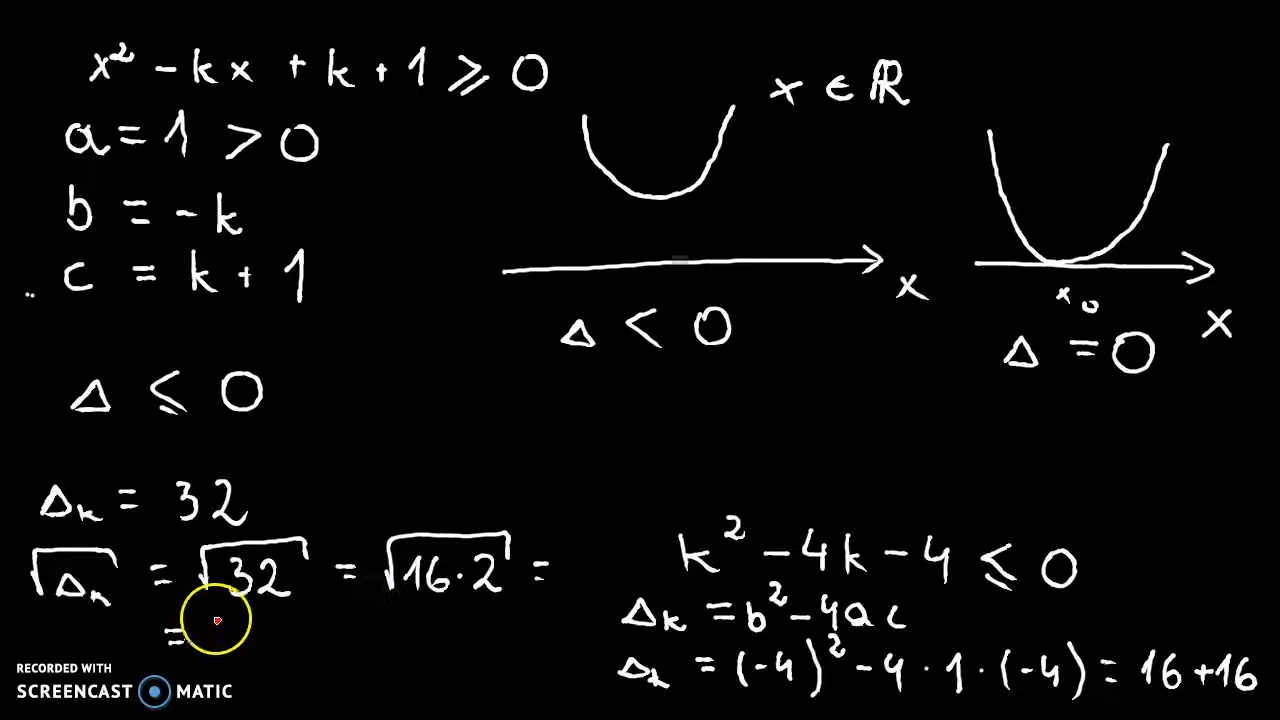 x² - kx + k + 1 ⩾ 0
x ∈ ℝ
a = 1 > 0
b = -k
c = k + 1
x
Δ < 0
x₀
x
Δ = 0
Δ ≤ 0
Δₖ = 32
√Δₖ = √32 = √16·2 =
=
k² - 4k - 4 ≤ 0
Δₖ = b² - 4ac
Δₖ = (-4)² - 4 · 1 · (-4) = 16 + 16
RECORDED WITH
SCREENCAST MATIC